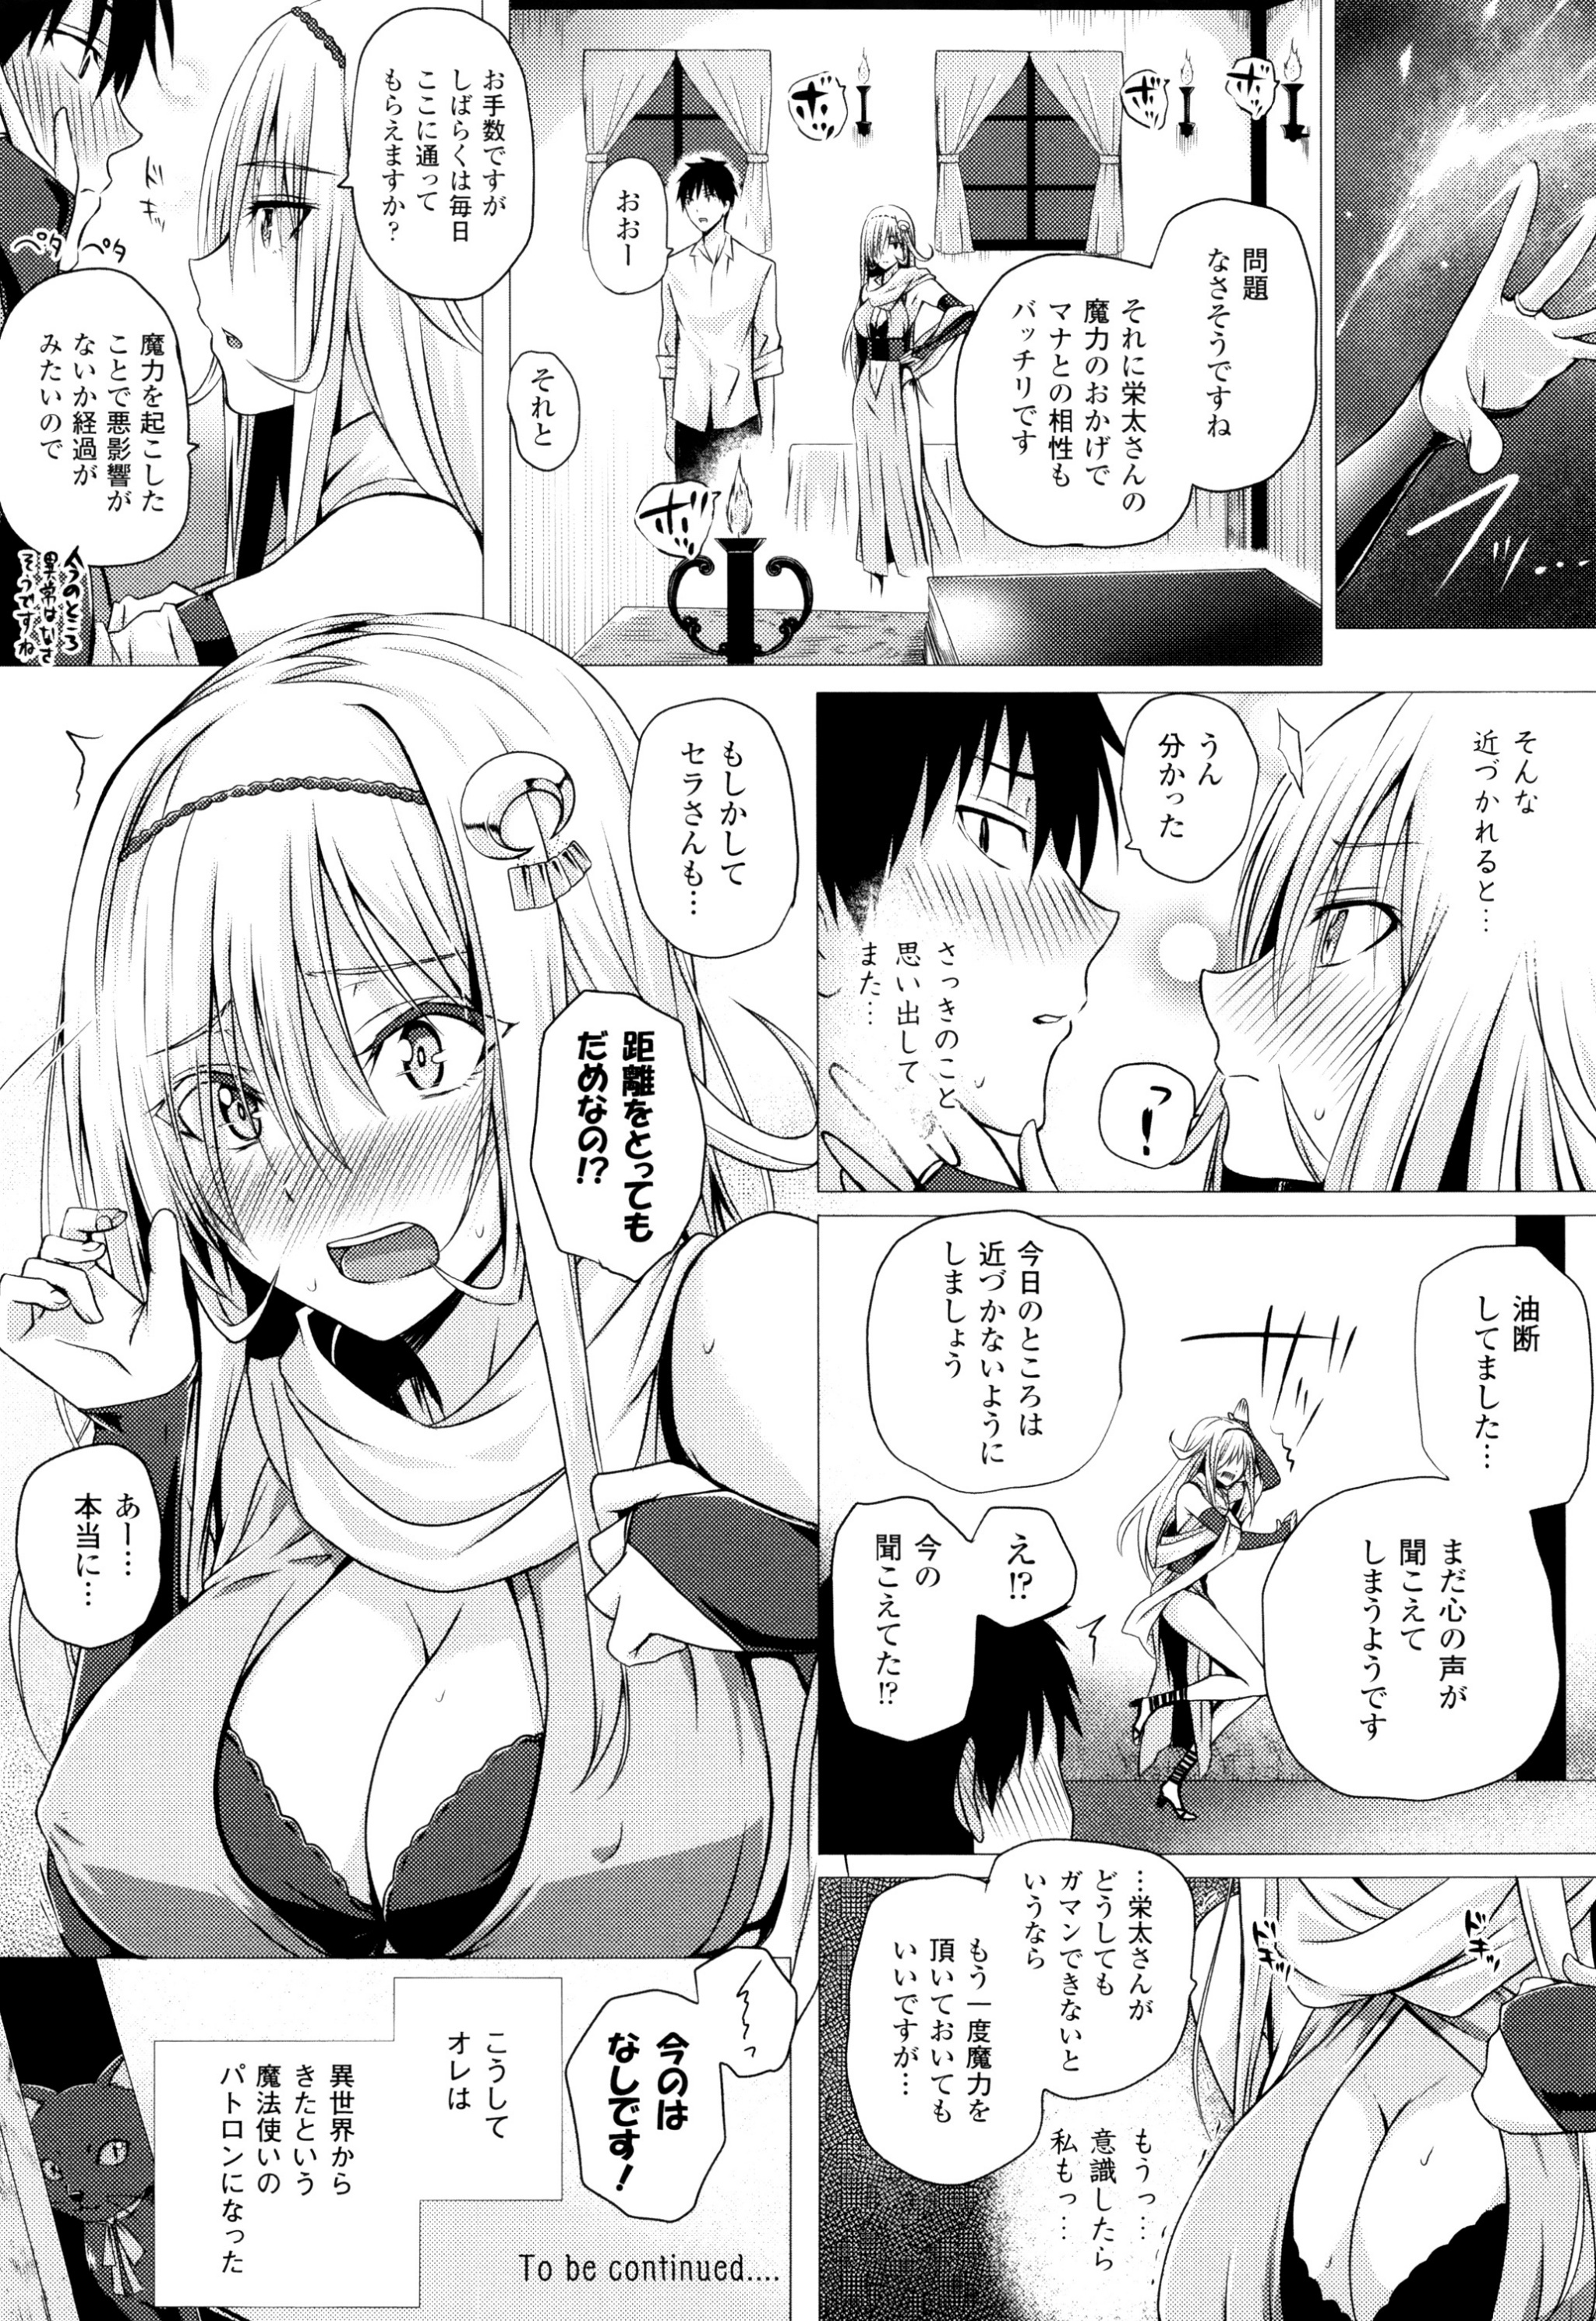 問題
なさそうですね
それに栄太さんの
魔力のおかげで
マナとの相性も
バッチリです
ボッ
ボッ
ボッ
おおー
ボッ
それと
お手数ですが
しばらくは毎日
ここに通って
もらえますか？
ドキ
ペタ
ペタ
魔力を起こした
ことで悪影響が
ないか経過が
みたいので
今のところ
異常はなさ
そうですね
そんな
近づかれると…
うん
分かった
さっきのこと
思い出して
また…
っ！
油断
してました…
まだ心の声が
聞こえて
しまうようです
今日のところは
近づかないように
しましょう
え!?
今の
聞こえてた!?
ドキ
ドキ
…栄太さんが
どうしても
ガマンできないと
いうなら
もう一度魔力を
頂いておいても
いいですが…
もうっ…
意識したら
私もっ…
もしかして
セラさんも…
距離をとっても
だめなの!?
あー…
本当に…
今のは
なしです！
こうして
オレは
異世界から
きたという
魔法使いの
パトロンになった
To be continued....